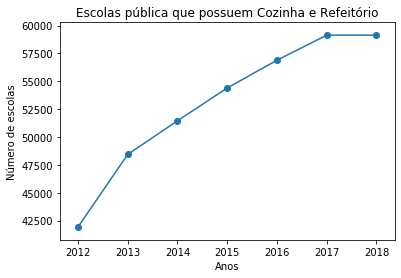 Escolas pública que possuem Cozinha e Refeitório
60000
57500
55000
52500
50000
47500
45000
42500
Número de escolas
2012 2013 2014 2015 2016 2017 2018
Anos